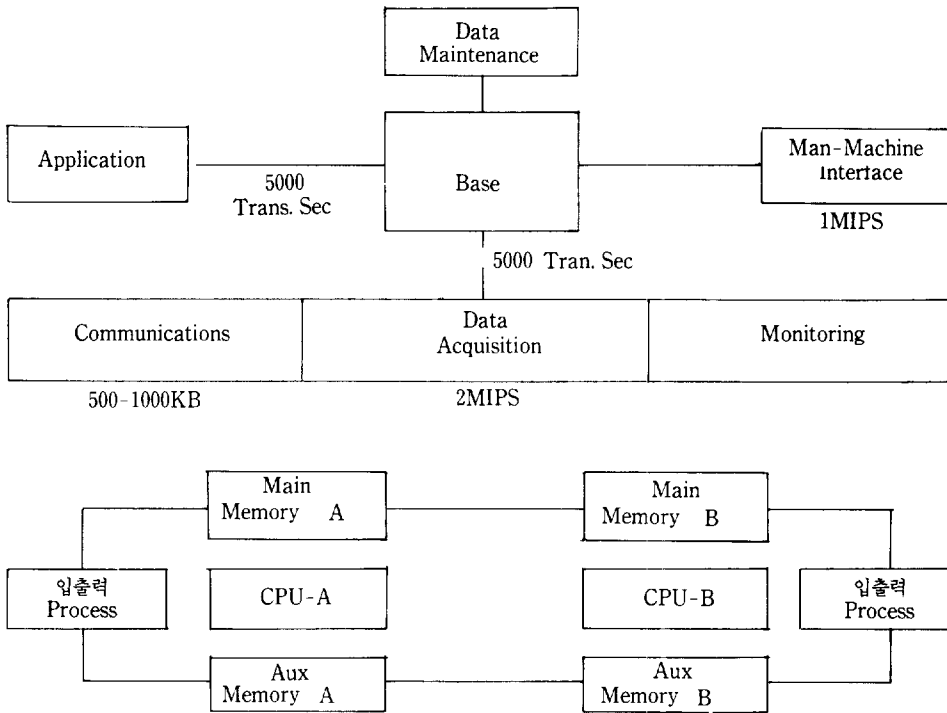 Data
Maintenance
Application
Base
Man-Machine
Interface
5000
Trans. Sec
1MIPS
5000 Tran. Sec
Communications
Data
Acquisition
Monitoring
500-1000KB
2MIPS
Main
Memory A
Main
Memory B
입출력
Process
CPU-A
CPU-B
입출력
Process
Aux
Memory A
Aux
Memory B